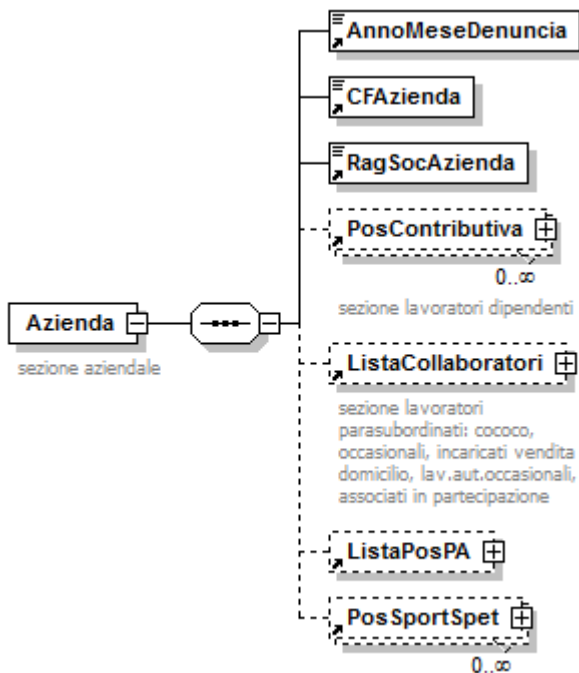 AnnoMeseDenuncia
CFAzienda
RagSocAzienda
PosContributiva
0..∞
sezione lavoratori dipendenti
Azienda
sezione aziendale
ListaCollaboratori
sezione lavoratori
parasubordinati: cococo,
occasionali, incaricati vendita
domicilio, lav.aut.occasionali,
associati in partecipazione
ListaPosPA
PosSportSpet
0..∞